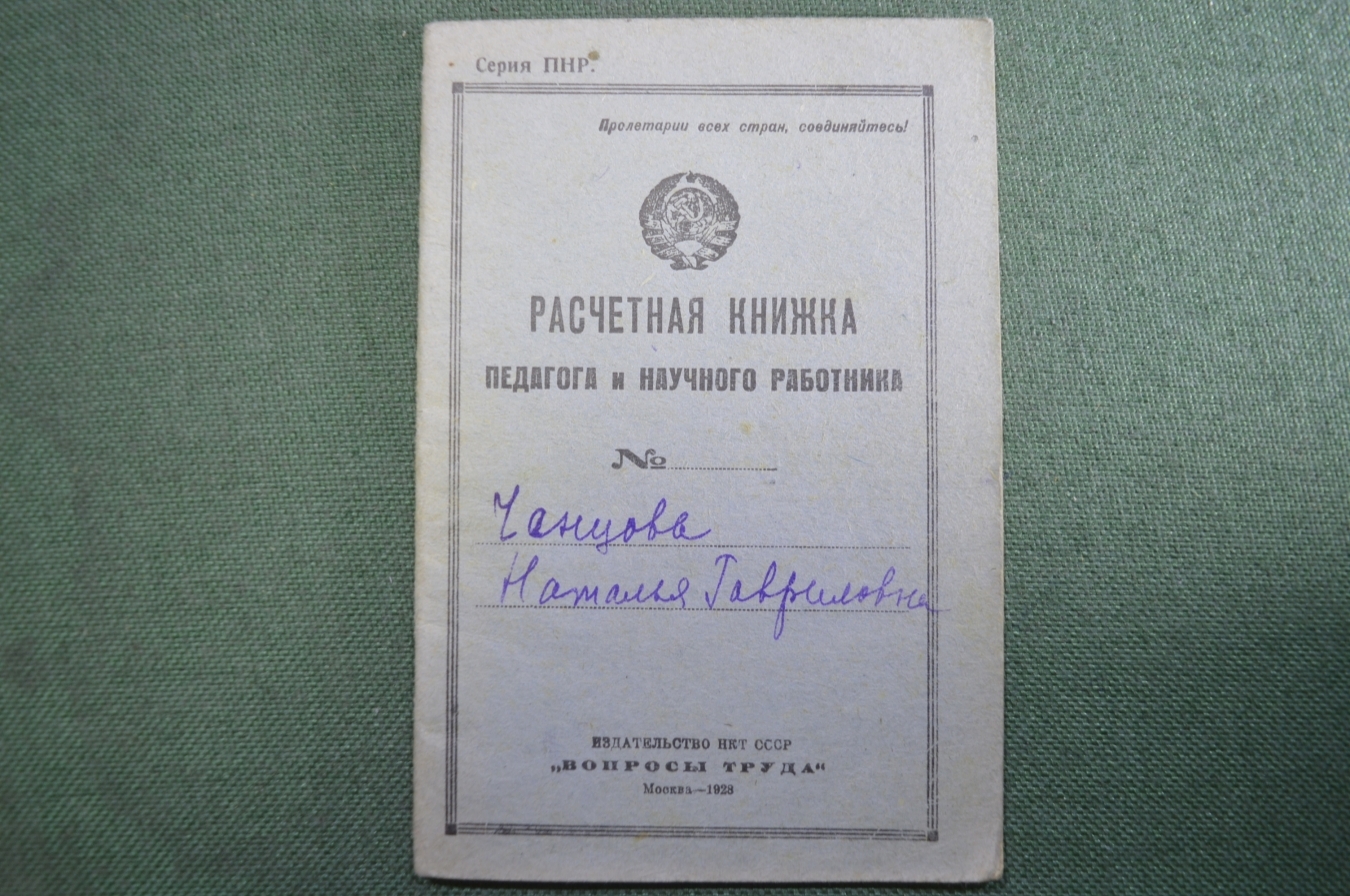 Серия ПНР.
Пролетарии всех стран, соединяйтесь!
РАСЧЕТНАЯ КНИЖКА
ПЕДАГОГА и НАУЧНОГО РАБОТНИКА
№
Чанцова
Наталья Гавриловна
ИЗДАТЕЛЬСТВО НКТ СССР
„ВОПРОСЫ ТРУДА“
Москва—1928